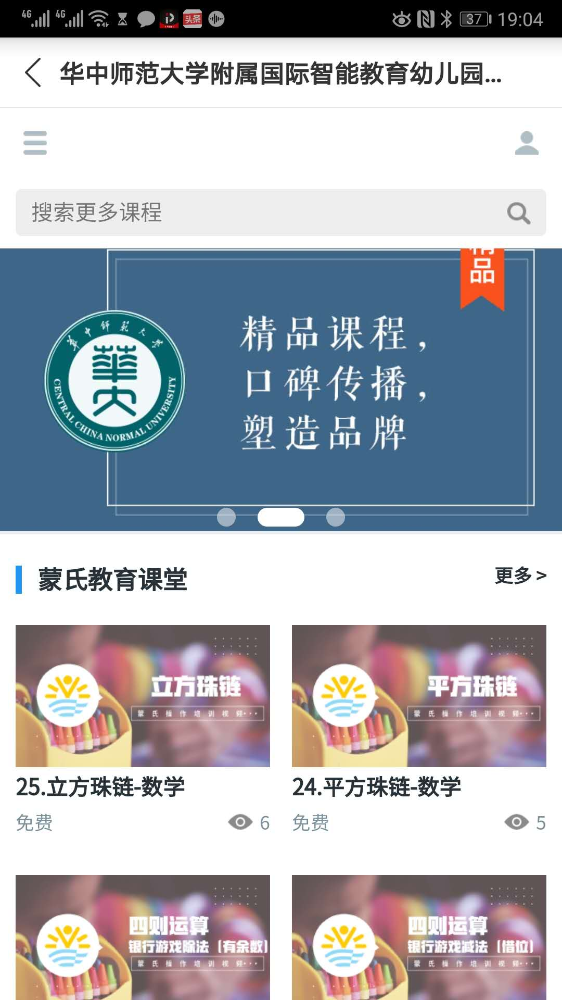 4G 4G 头条 37 19:04
华中师范大学附属国际智能教育幼儿园...
搜索更多课程
精品
華中師範大学
CENTRAL CHINA NORMAL UNIVERSITY
精品课程，
口碑传播，
塑造品牌
蒙氏教育课堂
更多>
立方珠链
蒙氏操作培训视频···
平方珠链
蒙氏操作培训视频···
25.立方珠链-数学
24.平方珠链-数学
免费 6
免费 5
四则运算
银行游戏除法（有余数）
蒙氏操作培训视频···
四则运算
银行游戏减法（借位）
蒙氏操作培训视频···